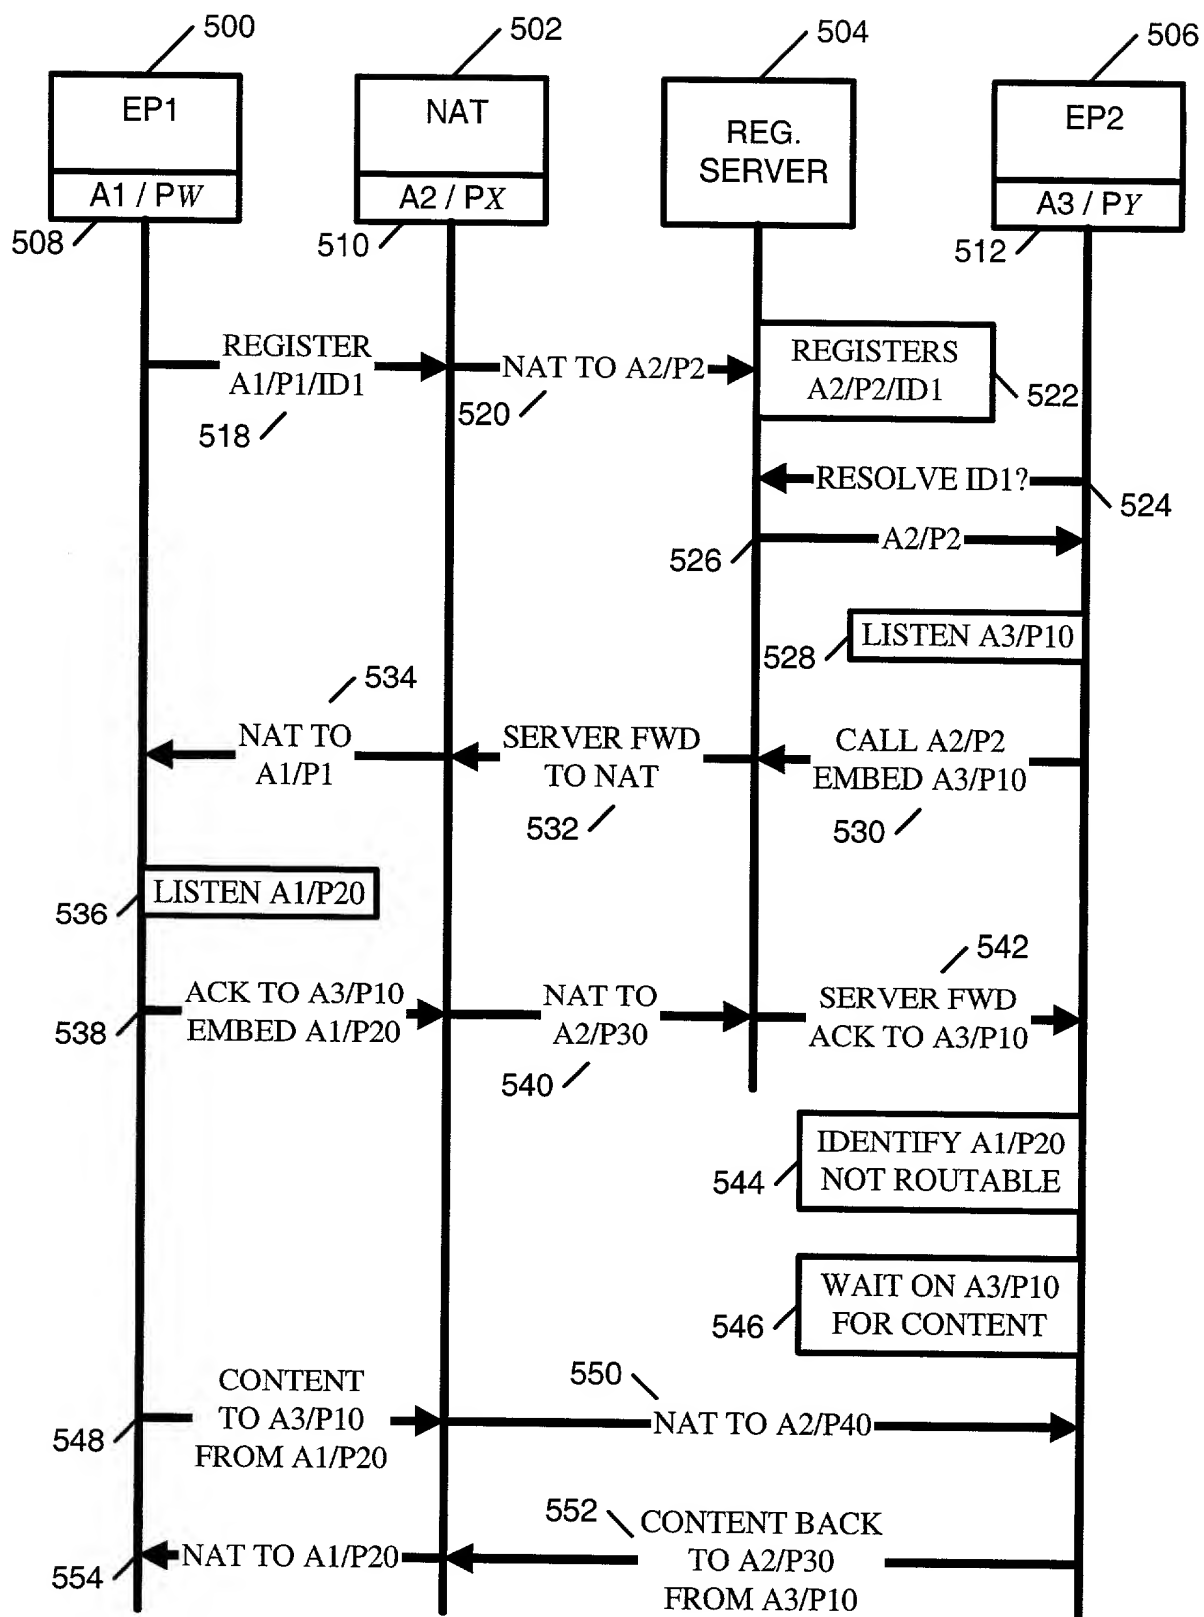 500
502
504
506
EP1
NAT
REG.
SERVER
EP2
A1 / PW
A2 / PX
A3 / PY
508
510
512
REGISTER
A1/P1/ID1
518
NAT TO A2/P2
520
REGISTERS
A2/P2/ID1
522
RESOLVE ID1?
524
A2/P2
526
LISTEN A3/P10
528
534
NAT TO
A1/P1
SERVER FWD
TO NAT
532
CALL A2/P2
EMBED A3/P10
530
LISTEN A1/P20
536
ACK TO A3/P10
EMBED A1/P20
538
NAT TO
A2/P30
540
542
SERVER FWD
ACK TO A3/P10
IDENTIFY A1/P20
NOT ROUTABLE
544
WAIT ON A3/P10
FOR CONTENT
546
CONTENT
TO A3/P10
FROM A1/P20
548
550
NAT TO A2/P40
552
CONTENT BACK
TO A2/P30
FROM A3/P10
NAT TO A1/P20
554